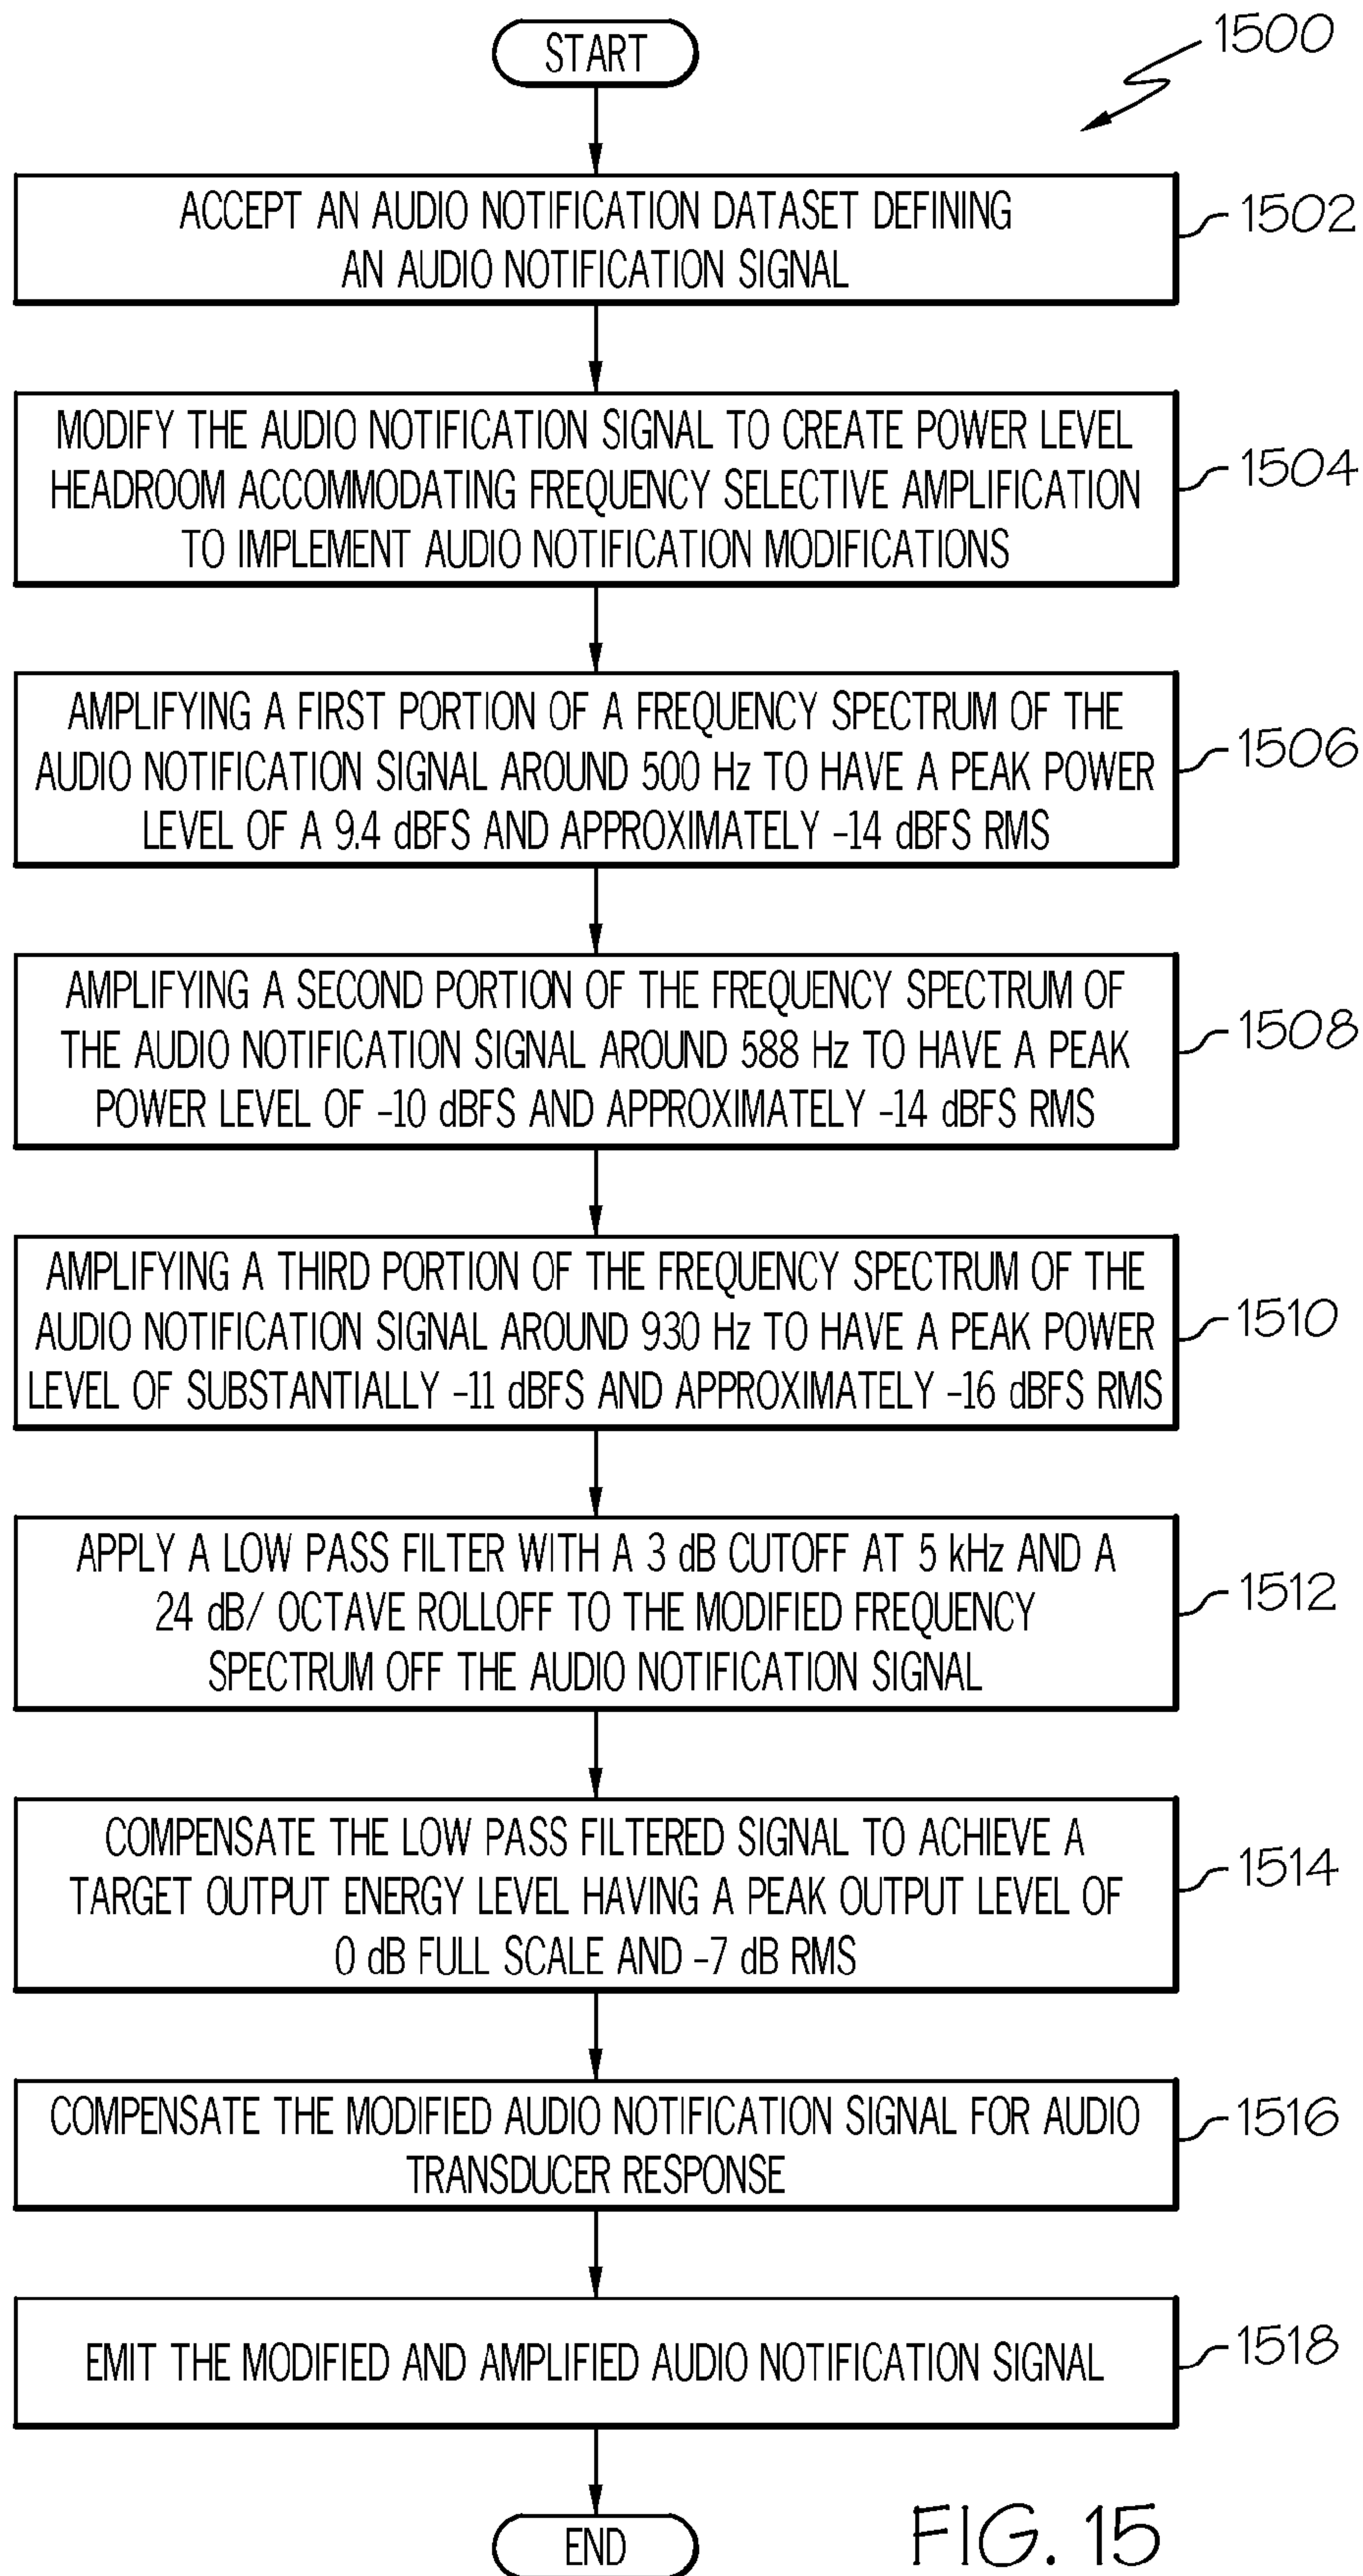 START
1500
ACCEPT AN AUDIO NOTIFICATION DATASET DEFINING
AN AUDIO NOTIFICATION SIGNAL
1502
MODIFY THE AUDIO NOTIFICATION SIGNAL TO CREATE POWER LEVEL
HEADROOM ACCOMMODATING FREQUENCY SELECTIVE AMPLIFICATION
TO IMPLEMENT AUDIO NOTIFICATION MODIFICATIONS
1504
AMPLIFYING A FIRST PORTION OF A FREQUENCY SPECTRUM OF THE
AUDIO NOTIFICATION SIGNAL AROUND 500 Hz TO HAVE A PEAK POWER
LEVEL OF A 9.4 dBFS AND APPROXIMATELY -14 dBFS RMS
1506
AMPLIFYING A SECOND PORTION OF THE FREQUENCY SPECTRUM OF
THE AUDIO NOTIFICATION SIGNAL AROUND 588 Hz TO HAVE A PEAK
POWER LEVEL OF -10 dBFS AND APPROXIMATELY -14 dBFS RMS
1508
AMPLIFYING A THIRD PORTION OF THE FREQUENCY SPECTRUM OF THE
AUDIO NOTIFICATION SIGNAL AROUND 930 Hz TO HAVE A PEAK POWER
LEVEL OF SUBSTANTIALLY -11 dBFS AND APPROXIMATELY -16 dBFS RMS
1510
APPLY A LOW PASS FILTER WITH A 3 dB CUTOFF AT 5 kHz AND A
24 dB/ OCTAVE ROLLOFF TO THE MODIFIED FREQUENCY
SPECTRUM OFF THE AUDIO NOTIFICATION SIGNAL
1512
COMPENSATE THE LOW PASS FILTERED SIGNAL TO ACHIEVE A
TARGET OUTPUT ENERGY LEVEL HAVING A PEAK OUTPUT LEVEL OF
0 dB FULL SCALE AND -7 dB RMS
1514
COMPENSATE THE MODIFIED AUDIO NOTIFICATION SIGNAL FOR AUDIO
TRANSDUCER RESPONSE
1516
EMIT THE MODIFIED AND AMPLIFIED AUDIO NOTIFICATION SIGNAL
1518
END
FIG. 15